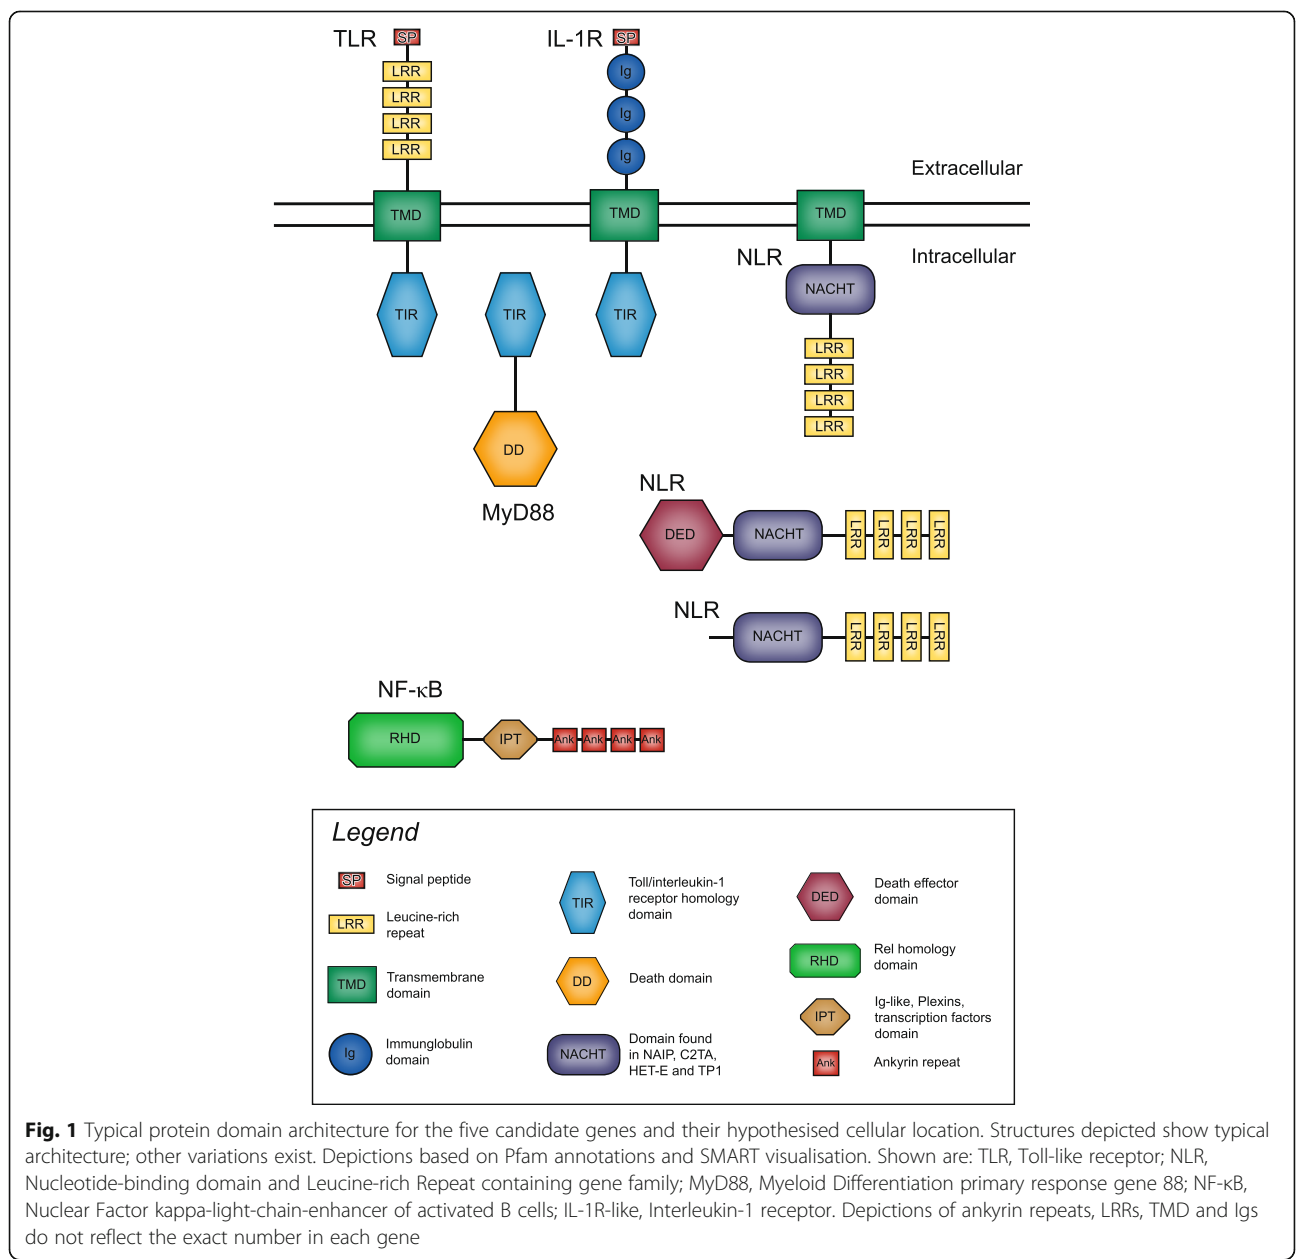 TLR
SP
LRR
LRR
LRR
LRR
TMD
TIR
IL-1R
SP
Ig
Ig
Ig
TMD
TIR
Extracellular
Intracellular
TMD
NLR
NACHT
LRR
LRR
LRR
LRR
TIR
DD
MyD88
NLR
DED NACHT LRR LRR LRR LRR
NLR
NACHT LRR LRR LRR LRR
NF-κB
RHD IPT Ank Ank Ank Ank
Legend
SP Signal peptide
LRR Leucine-rich
repeat
TMD Transmembrane
domain
Ig Immunglobulin
domain
TIR Toll/interleukin-1
receptor homology
domain
DD Death domain
NACHT Domain found
in NAIP, C2TA,
HET-E and TP1
DED Death effector
domain
RHD Rel homology
domain
IPT Ig-like, Plexins,
transcription factors
domain
Ank Ankyrin repeat
Fig. 1 Typical protein domain architecture for the five candidate genes and their hypothesised cellular location. Structures depicted show typical
architecture; other variations exist. Depictions based on Pfam annotations and SMART visualisation. Shown are: TLR, Toll-like receptor; NLR,
Nucleotide-binding domain and Leucine-rich Repeat containing gene family; MyD88, Myeloid Differentiation primary response gene 88; NF-κB,
Nuclear Factor kappa-light-chain-enhancer of activated B cells; IL-1R-like, Interleukin-1 receptor. Depictions of ankyrin repeats, LRRs, TMD and Igs
do not reflect the exact number in each gene